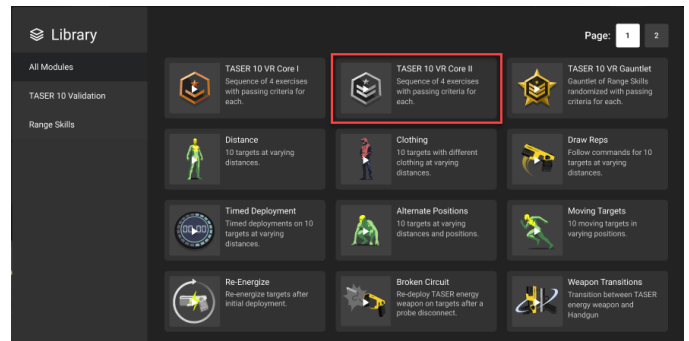 Library
Page: 1 2
All Modules
TASER 10 Validation
Range Skills
TASER 10 VR Core I
Sequence of 4 exercises
with passing criteria for
each.
TASER 10 VR Core II
Sequence of 4 exercises
with passing criteria for
each.
TASER 10 VR Gauntlet
Gauntlet of Range Skills
randomized with passing
criteria for each.
Distance
10 targets at varying
distances.
Clothing
10 targets with different
clothing at varying
distances.
Draw Reps
Follow commands for 10
targets at varying
distances.
00:00
Timed Deployment
Timed deployments on 10
targets at varying
distances.
Alternate Positions
10 targets at varying
distances and positions.
Moving Targets
10 moving targets in
varying positions.
Re-Energize
Re-energize targets after
initial deployment.
Broken Circuit
Re-deploy TASER energy
weapon on targets after a
probe disconnect.
Weapon Transitions
Transition between TASER
energy weapon and
Handgun